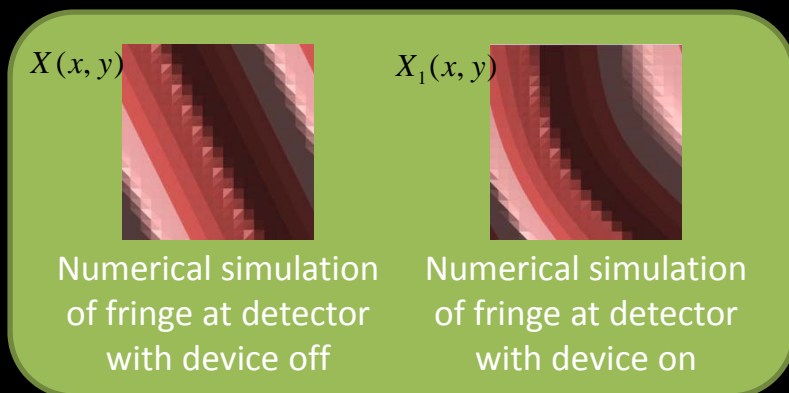 X(x, y)
X₁(x, y)
Numerical simulation
of fringe at detector
with device off
Numerical simulation
of fringe at detector
with device on